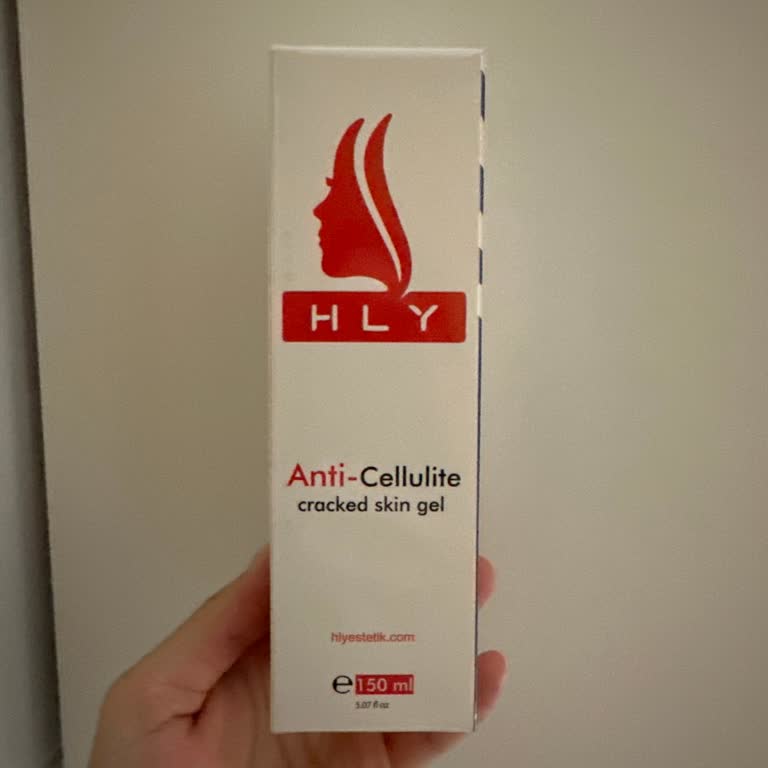 HLY
Anti-Cellulite
cracked skin gel
hlyestetik.com
e 150 ml
5.07 fl oz